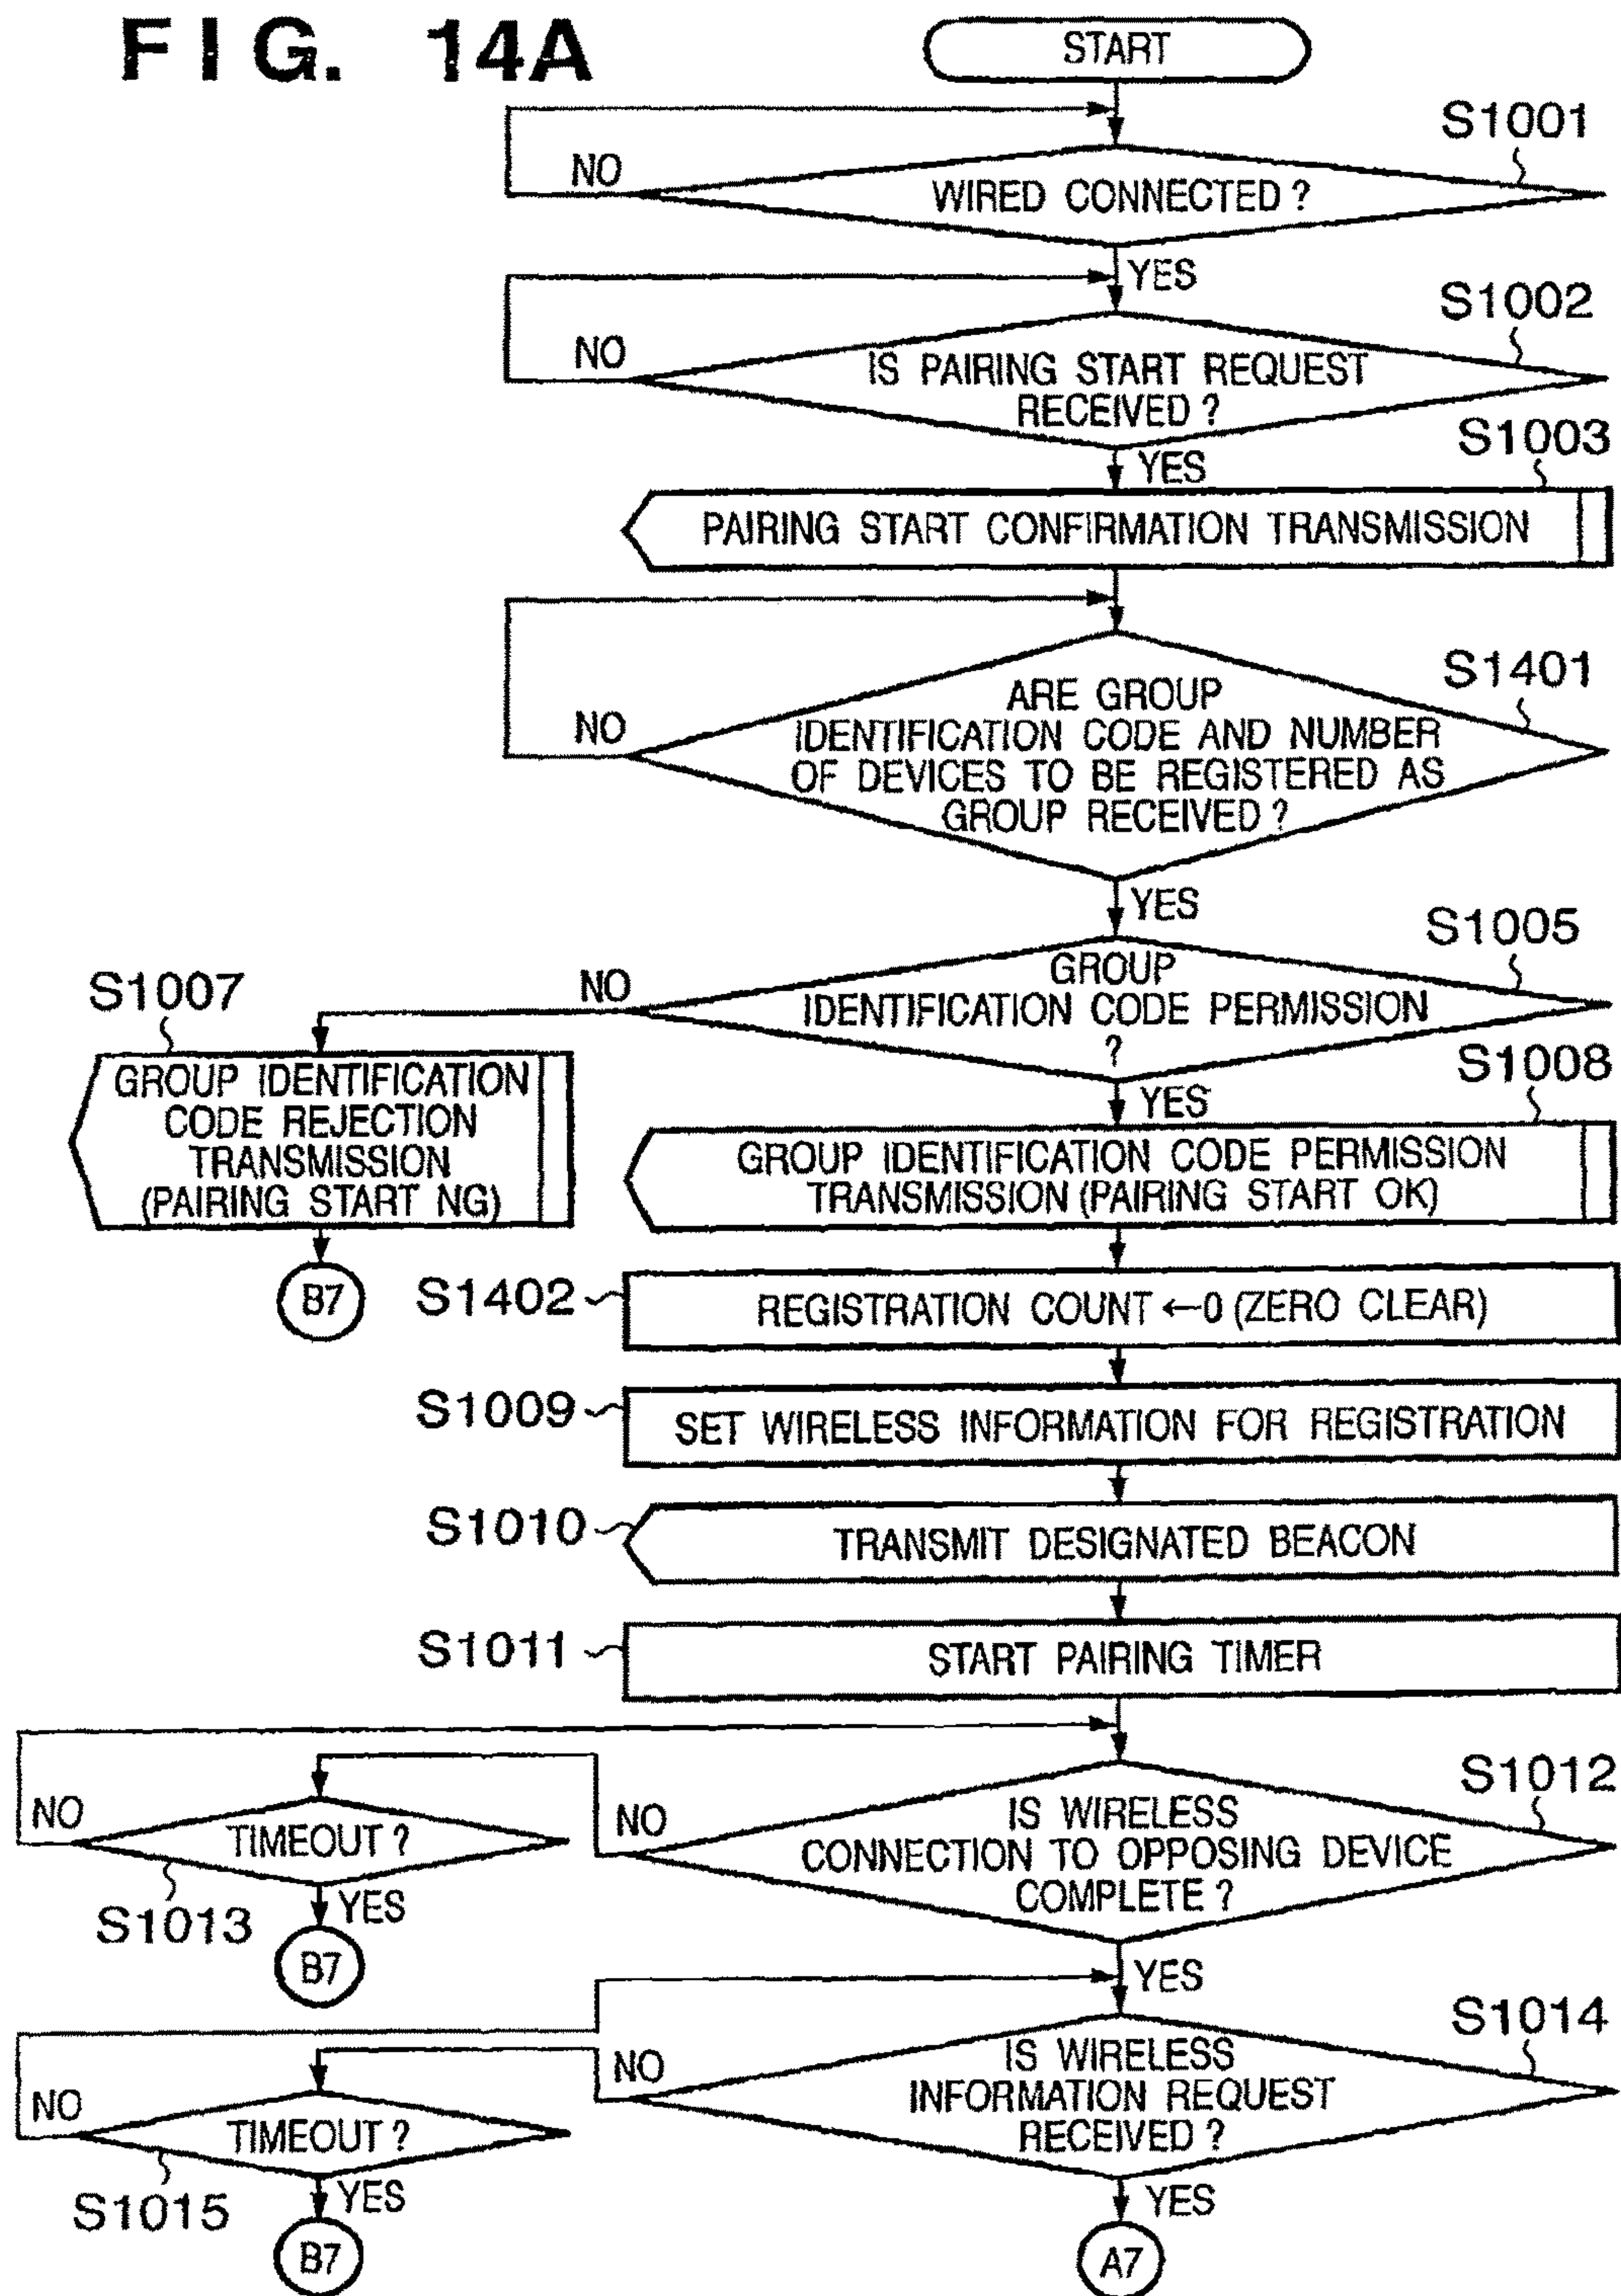 FIG. 14A
START
S1001
NO
WIRED CONNECTED?
YES
S1002
NO
IS PAIRING START REQUEST
RECEIVED?
S1003
YES
PAIRING START CONFIRMATION TRANSMISSION
S1401
NO
ARE GROUP
IDENTIFICATION CODE AND NUMBER
OF DEVICES TO BE REGISTERED AS
GROUP RECEIVED?
YES
S1005
NO
GROUP
IDENTIFICATION CODE PERMISSION
?
S1007
GROUP IDENTIFICATION
CODE REJECTION
TRANSMISSION
(PAIRING START NG)
B7
YES
S1008
GROUP IDENTIFICATION CODE PERMISSION
TRANSMISSION (PAIRING START OK)
S1402
REGISTRATION COUNT ←0 (ZERO CLEAR)
S1009
SET WIRELESS INFORMATION FOR REGISTRATION
S1010
TRANSMIT DESIGNATED BEACON
S1011
START PAIRING TIMER
S1012
NO
IS WIRELESS
CONNECTION TO OPPOSING DEVICE
COMPLETE?
NO
TIMEOUT?
S1013
YES
B7
YES
S1014
NO
IS WIRELESS
INFORMATION REQUEST
RECEIVED?
NO
TIMEOUT?
S1015
YES
B7
YES
A7